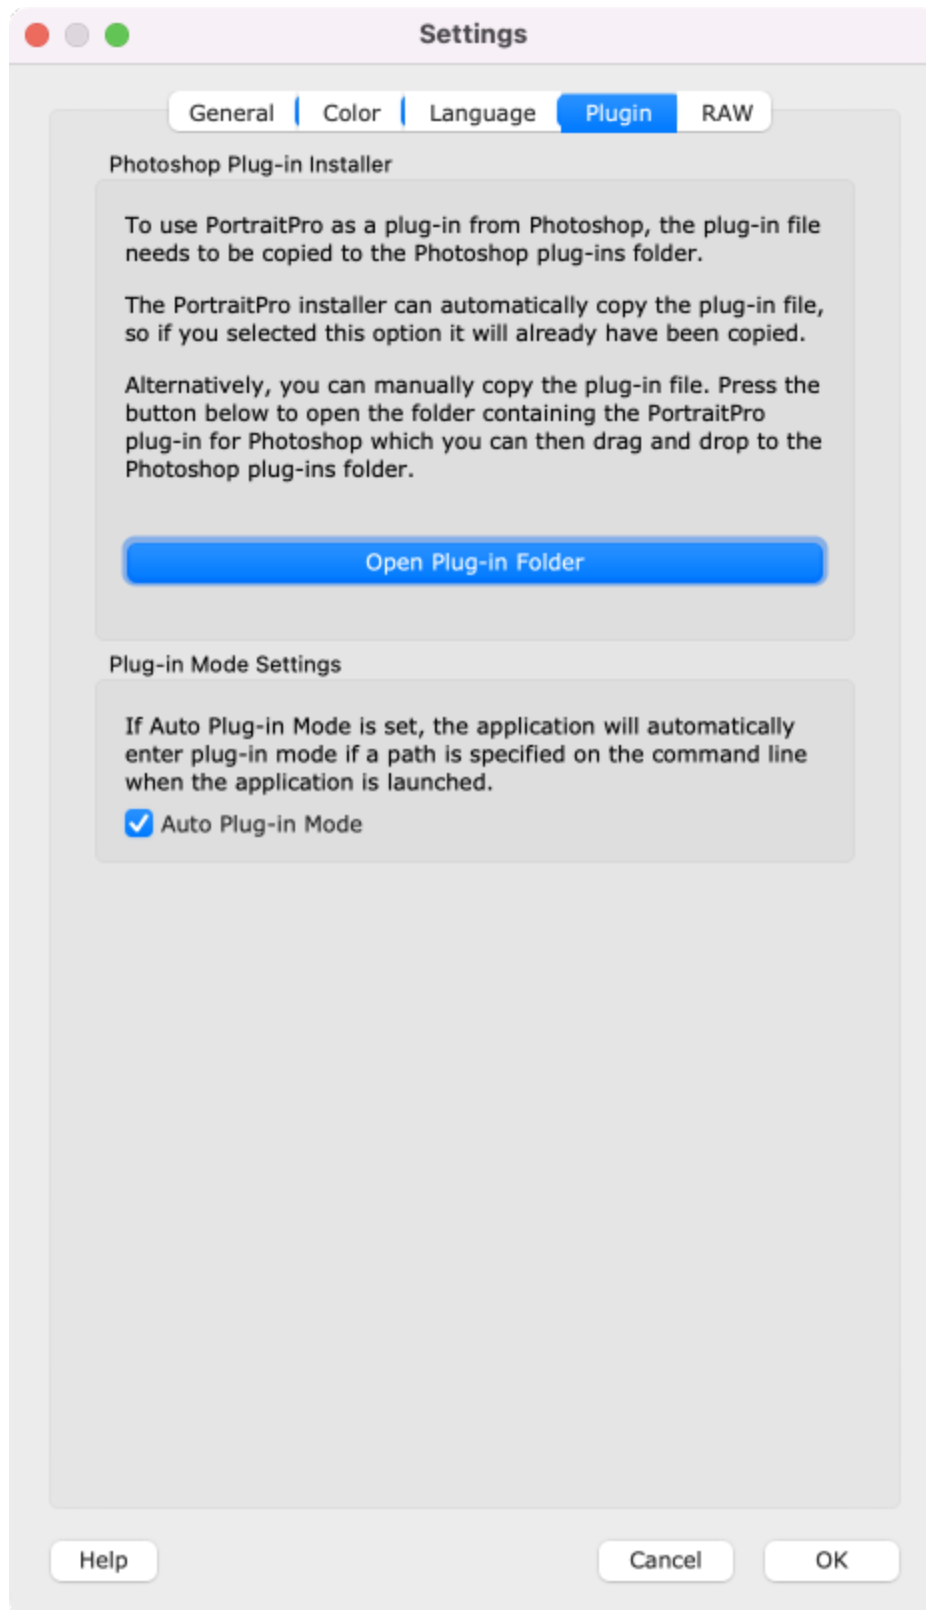 Settings
General
Color
Language
Plugin
RAW
Photoshop Plug-in Installer
To use PortraitPro as a plug-in from Photoshop, the plug-in file
needs to be copied to the Photoshop plug-ins folder.
The PortraitPro installer can automatically copy the plug-in file,
so if you selected this option it will already have been copied.
Alternatively, you can manually copy the plug-in file. Press the
button below to open the folder containing the PortraitPro
plug-in for Photoshop which you can then drag and drop to the
Photoshop plug-ins folder.
Open Plug-in Folder
Plug-in Mode Settings
If Auto Plug-in Mode is set, the application will automatically
enter plug-in mode if a path is specified on the command line
when the application is launched.
Auto Plug-in Mode
Help
Cancel
OK